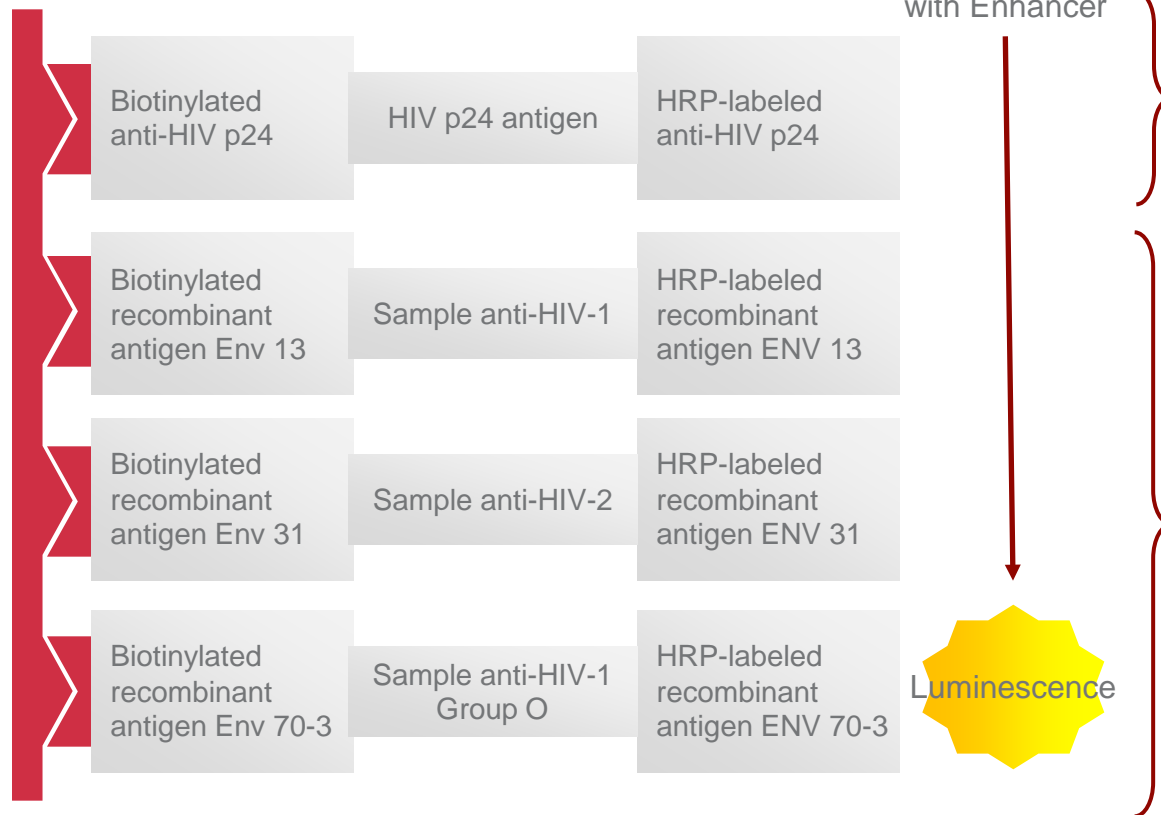 with Enhancer
Biotinylated
anti-HIV p24
HIV p24 antigen
HRP-labeled
anti-HIV p24
Biotinylated
recombinant
antigen Env 13
Sample anti-HIV-1
HRP-labeled
recombinant
antigen ENV 13
Biotinylated
recombinant
antigen Env 31
Sample anti-HIV-2
HRP-labeled
recombinant
antigen ENV 31
Biotinylated
recombinant
antigen Env 70-3
Sample anti-HIV-1
Group O
HRP-labeled
recombinant
antigen ENV 70-3
Luminescence